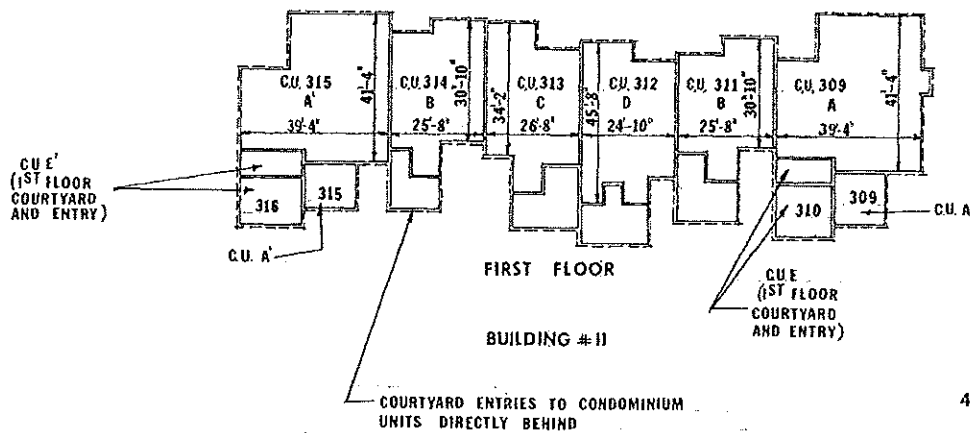 C.U. 315
A'
41'-4"
39'-4"
C.U. 314
B
30'-10"
25'-8"
34'-2"
C.U. 313
C
26'-8"
45'-8"
C.U. 312
D
24'-10"
C.U. 311
B
30'-10"
25'-8"
C.U. 309
A
41'-4"
39'-4"
C.U E'
(1ST FLOOR
COURTYARD
AND ENTRY)
316
315
C.U. A'
310
309
C.U. A
C.U E
(1ST FLOOR
COURTYARD
AND ENTRY)
FIRST FLOOR
BUILDING #11
COURTYARD ENTRIES TO CONDOMINIUM
UNITS DIRECTLY BEHIND
4